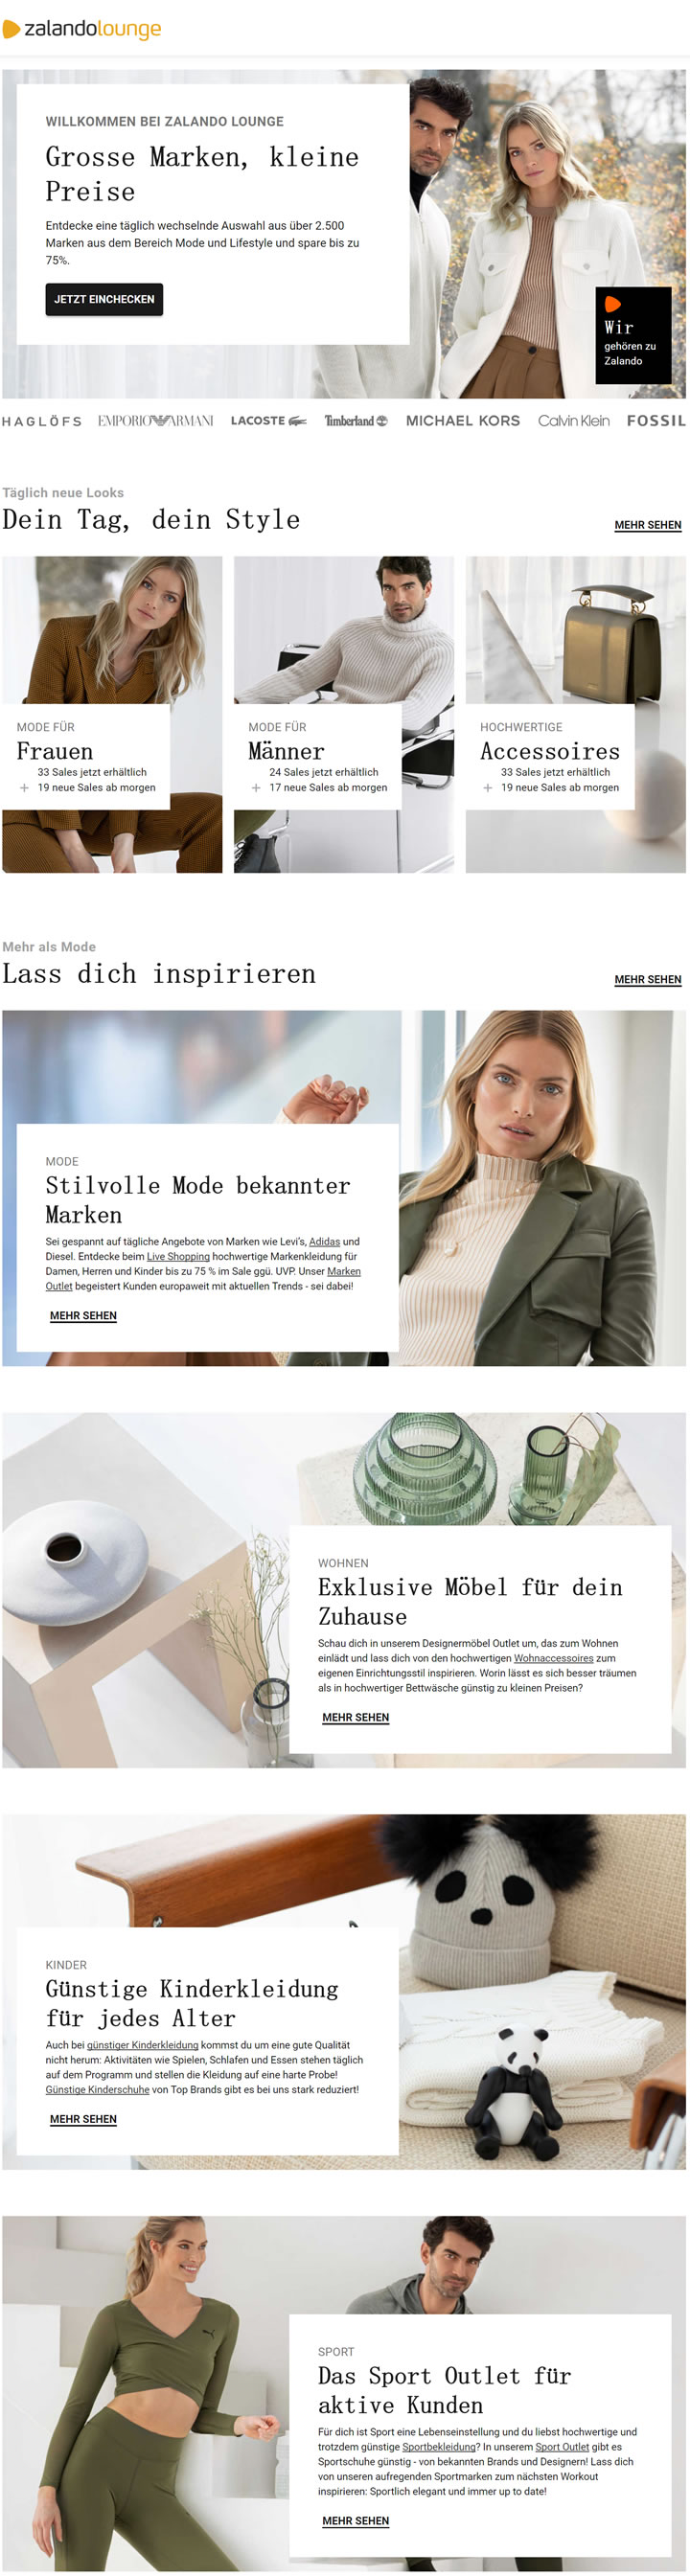 zalandolounge
WILLKOMMEN BEI ZALANDO LOUNGE
Grosse Marken, kleine
Preise
Entdecke eine täglich wechselnde Auswahl aus über 2.500
Marken aus dem Bereich Mode und Lifestyle und spare bis zu
75%.
JETZT EINCHECKEN
Wir
gehören zu
Zalando
HAGLÖFS EMPORIO ARMANI LACOSTE Timberland MICHAEL KORS Calvin Klein FOSSIL
Täglich neue Looks
Dein Tag, dein Style
MEHR SEHEN
MODE FÜR
Frauen
33 Sales jetzt erhältlich
+ 19 neue Sales ab morgen
MODE FÜR
Männer
24 Sales jetzt erhältlich
+ 17 neue Sales ab morgen
HOCHWERTIGE
Accessoires
33 Sales jetzt erhältlich
+ 19 neue Sales ab morgen
Mehr als Mode
Lass dich inspirieren
MEHR SEHEN
MODE
Stilvolle Mode bekannter
Marken
Sei gespannt auf tägliche Angebote von Marken wie Levi's, Adidas und
Diesel. Entdecke beim Live Shopping hochwertige Markenkleidung für
Damen, Herren und Kinder bis zu 75 % im Sale ggü. UVP. Unser Marken
Outlet begeistert Kunden europaweit mit aktuellen Trends - sei dabei!
MEHR SEHEN
WOHNEN
Exklusive Möbel für dein
Zuhause
Schau dich in unserem Designermöbel Outlet um, das zum Wohnen
einlädt und lass dich von den hochwertigen Wohnaccessoires zum
eigenen Einrichtungsstil inspirieren. Worin lässt es sich besser träumen
als in hochwertiger Bettwäsche günstig zu kleinen Preisen?
MEHR SEHEN
KINDER
Günstige Kinderkleidung
für jedes Alter
Auch bei günstiger Kinderkleidung kommst du um eine gute Qualität
nicht herum: Aktivitäten wie Spielen, Schlafen und Essen stehen täglich
auf dem Programm und stellen die Kleidung auf eine harte Probe!
Günstige Kinderschuhe von Top Brands gibt es bei uns stark reduziert!
MEHR SEHEN
SPORT
Das Sport Outlet für
aktive Kunden
Für dich ist Sport eine Lebenseinstellung und du liebst hochwertige und
trotzdem günstige Sportbekleidung? In unserem Sport Outlet gibt es
Sportschuhe günstig - von bekannten Brands und Designern! Lass dich
von unseren aufregenden Sportmarken zum nächsten Workout
inspirieren: Sportlich elegant und immer up to date!
MEHR SEHEN